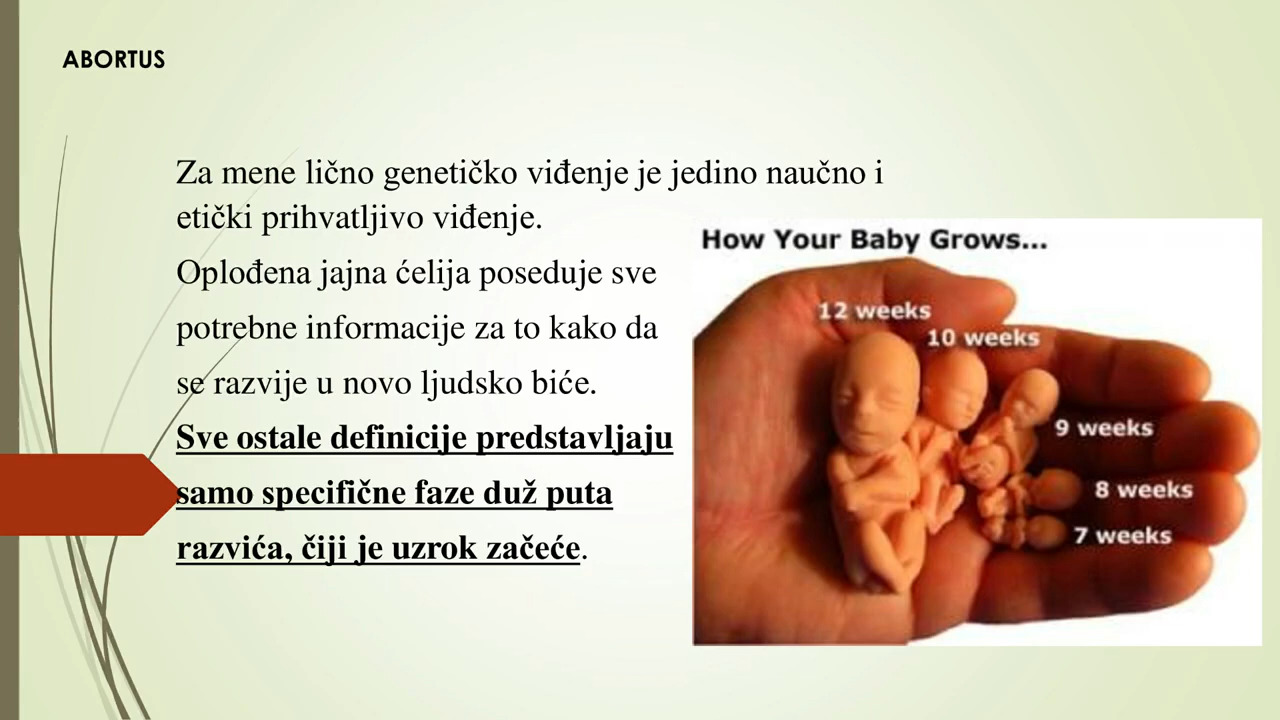 ABORTUS
Za mene lično genetičko viđenje je jedino naučno i
etički prihvatljivo viđenje.
Oplođena jajna ćelija poseduje sve
potrebne informacije za to kako da
se razvije u novo ljudsko biće.
Sve ostale definicije predstavljaju
samo specifične faze duž puta
razvića, čiji je uzrok začeće.
How Your Baby Grows...
12 weeks
10 weeks
9 weeks
8 weeks
7 weeks